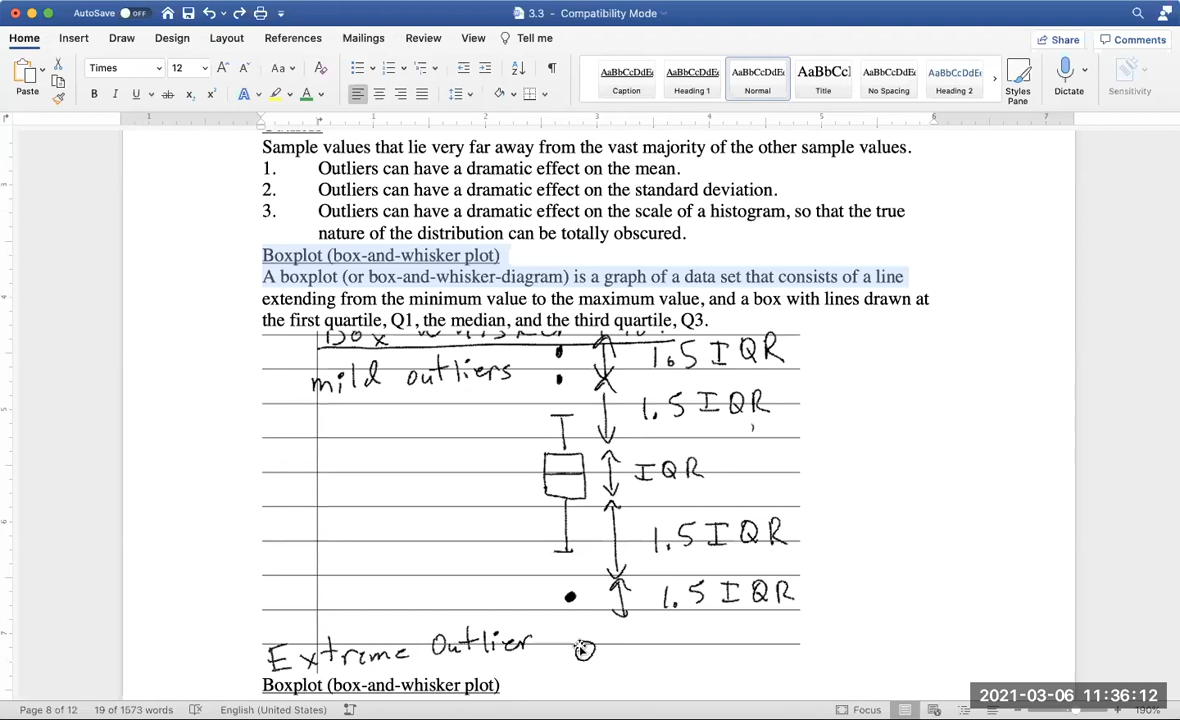 AutoSave OFF
3.3 - Compatibility Mode
Home Insert Draw Design Layout References Mailings Review View Tell me
Share Comments
Paste
Times 12
Aa
AaBbCcDdEe AaBbCcDdEe AaBbCcDdEe AaBbCcI AaBbCcDdEe AaBbCcDdEe
Caption Heading 1 Normal Title No Spacing Heading 2
Styles Pane
Dictate
Sensitivity
Sample values that lie very far away from the vast majority of the other sample values.
1. Outliers can have a dramatic effect on the mean.
2. Outliers can have a dramatic effect on the standard deviation.
3. Outliers can have a dramatic effect on the scale of a histogram, so that the true
nature of the distribution can be totally obscured.
Boxplot (box-and-whisker plot)
A boxplot (or box-and-whisker-diagram) is a graph of a data set that consists of a line
extending from the minimum value to the maximum value, and a box with lines drawn at
the first quartile, Q1, the median, and the third quartile, Q3.
1.5 IQR
mild outliers
1.5 IQR
IQR
1.5 IQR
1.5 IQR
Extreme Outlier
Boxplot (box-and-whisker plot)
2021-03-06 11:36:12
Page 8 of 12 19 of 1573 words English (United States) Focus 190%